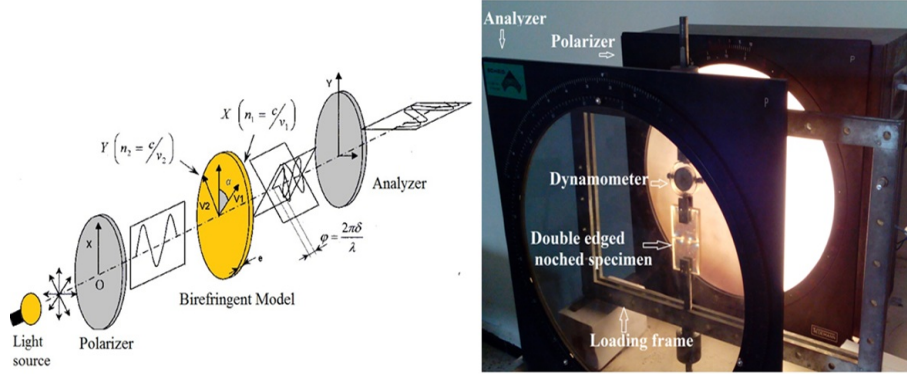 Y (n₂ = c/v₂)
X (n₁ = c/v₁)
Y
V2
α
V1
Analyzer
φ = 2πδ/λ
X
O
e
Birefringent Model
Light
source
Polarizer
Analyzer
Polarizer
P
P
Dynamometer
Double edged
noched specimen
Loading frame